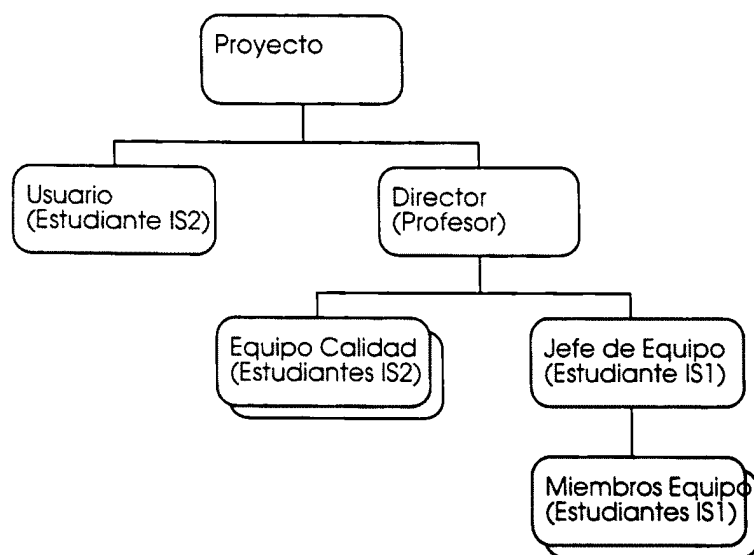 Proyecto
Usuario
(Estudiante IS2)
Director
(Profesor)
Equipo Calidad
(Estudiantes IS2)
Jefe de Equipo
(Estudiante IS1)
Miembros Equipo
(Estudiantes IS1)